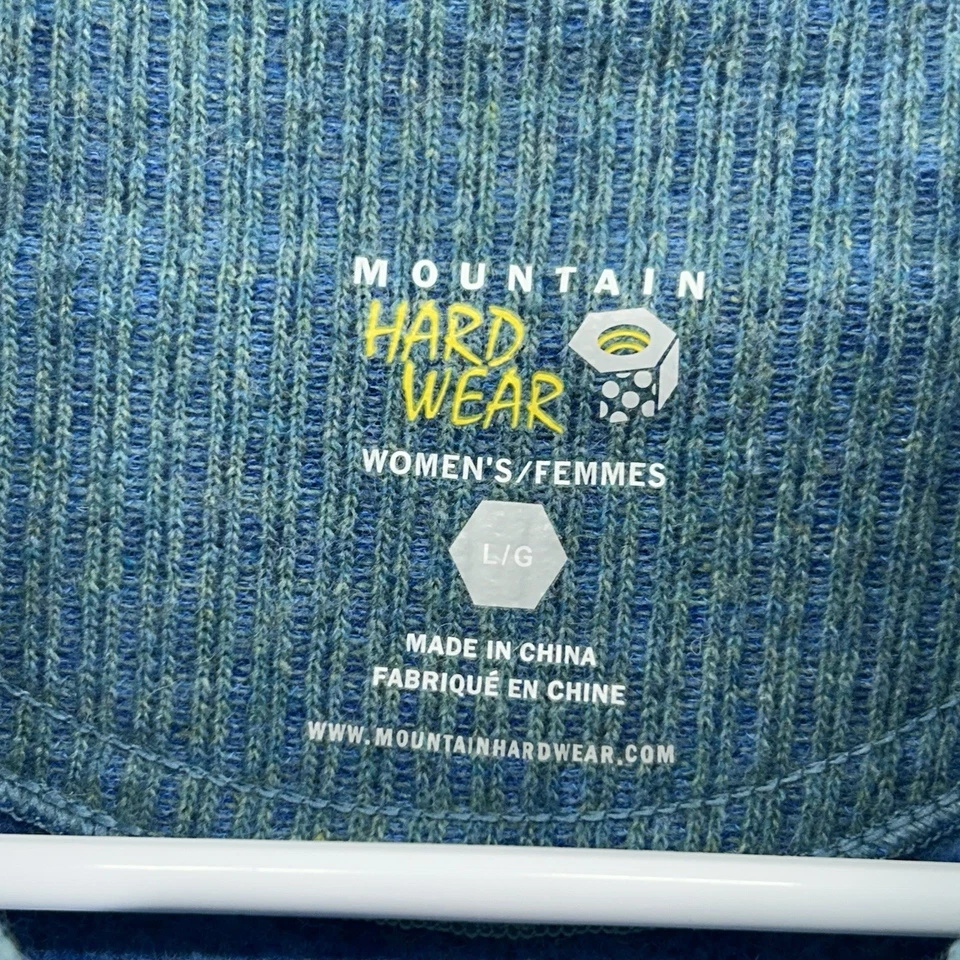 MOUNTAIN
HARD
WEAR
WOMEN'S/FEMMES
L/G
MADE IN CHINA
FABRIQUÉ EN CHINE
WWW.MOUNTAINHARDWEAR.COM